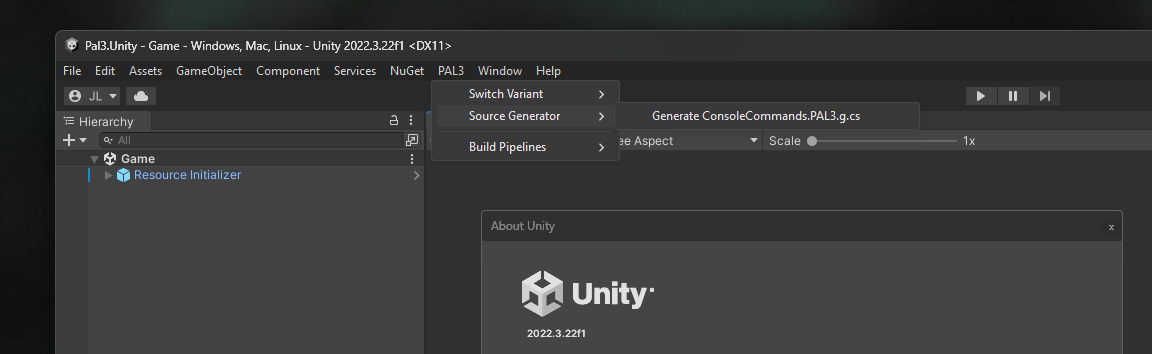 Pal3.Unity - Game - Windows, Mac, Linux - Unity 2022.3.22f1 <DX11>
File Edit Assets GameObject Component Services NuGet PAL3 Window Help
JL
Switch Variant
Hierarchy
Source Generator
Generate ConsoleCommands.PAL3.g.cs
All
ee Aspect
Scale
1x
Build Pipelines
Game
Resource Initializer
About Unity
x
Unity
2022.3.22f1